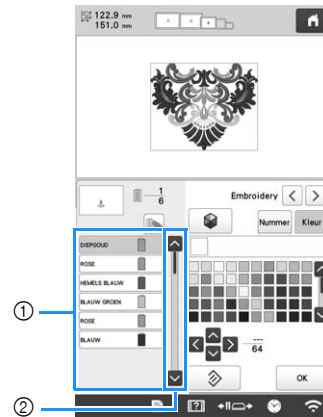 122.9 mm
151.0 mm
1
6
Embroidery
Nummer Kleur
DIEPGOUD
ROSE
HEMELS BLAUW
BLAUW GROEN
ROSE
BLAUW
---
64
OK
①
②